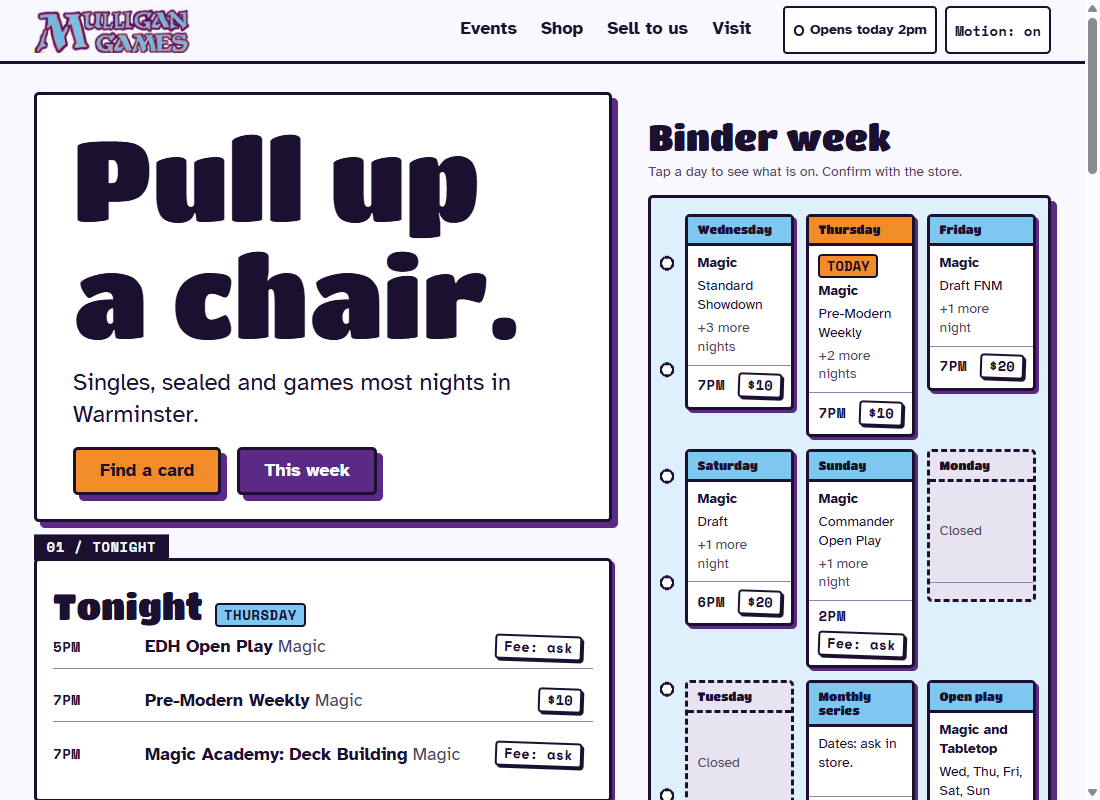 MULLIGAN
GAMES
Events Shop Sell to us Visit
Opens today 2pm
Motion: on
Pull up
a chair.
Singles, sealed and games most nights in
Warminster.
Find a card
This week
01 / TONIGHT
Tonight THURSDAY
5PM EDH Open Play Magic Fee: ask
7PM Pre-Modern Weekly Magic $10
7PM Magic Academy: Deck Building Magic Fee: ask
Binder week
Tap a day to see what is on. Confirm with the store.
Wednesday
Magic
Standard
Showdown
+3 more
nights
7PM $10
Thursday
TODAY
Magic
Pre-Modern
Weekly
+2 more
nights
7PM $10
Friday
Magic
Draft FNM
+1 more
night
7PM $20
Saturday
Magic
Draft
+1 more
night
6PM $20
Sunday
Magic
Commander
Open Play
+1 more
night
2PM
Fee: ask
Monday
Closed
Tuesday
Closed
Monthly
series
Dates: ask in
store.
Open play
Magic and
Tabletop
Wed, Thu, Fri,
Sat, Sun